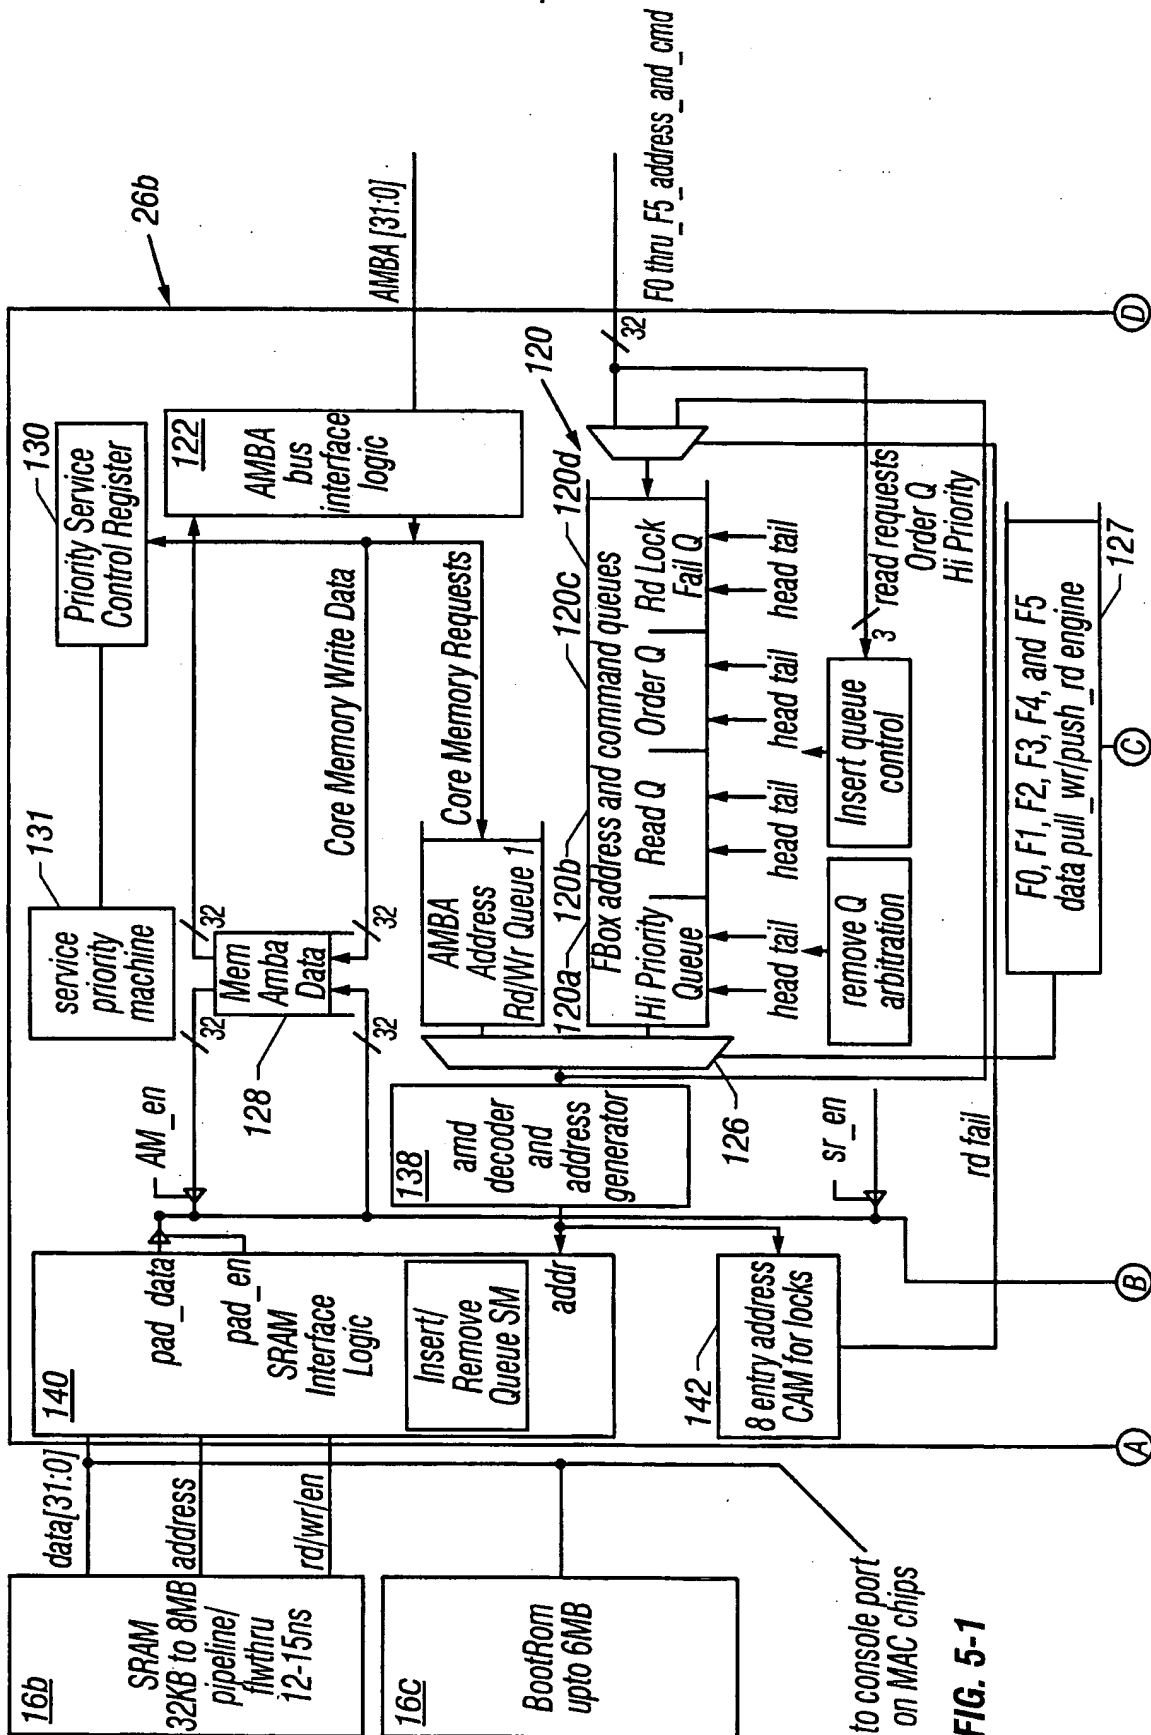 16b
SRAM
32KB to 8MB
pipeline/
flwthru
12-15ns
data[31:0]
address
rd/wr/en
16c
BootRom
upto 6MB
to console port
on MAC chips
FIG. 5-1
140
pad_data
pad_en
SRAM
Interface
Logic
Insert/
Remove
Queue SM
addr
142
8 entry address
CAM for locks
AM_en
128
138
amd
decoder
and
address
generator
126
sr_en
rd fail
131
service
priority
machine
32
32
Mem
Amba
Data
32
32
130
Priority Service
Control Register
Core Memory Write Data
Core Memory Requests
AMBA
Address
Rd/Wr Queue 1
122
AMBA
bus
interface
logic
26b
AMBA [31:0]
120a
120b
120c
120d
120
FBox address and command queues
Hi Priority
Queue
Read Q
Order Q
Rd Lock
Fail Q
head tail
head tail
head tail
head tail
remove Q
arbitration
Insert queue
control
32
F0 thru F5_address_and_cmd
3
read requests
Order Q
Hi Priority
F0, F1, F2, F3, F4, and F5
data pull_wr/push_rd engine
127
A
B
C
D